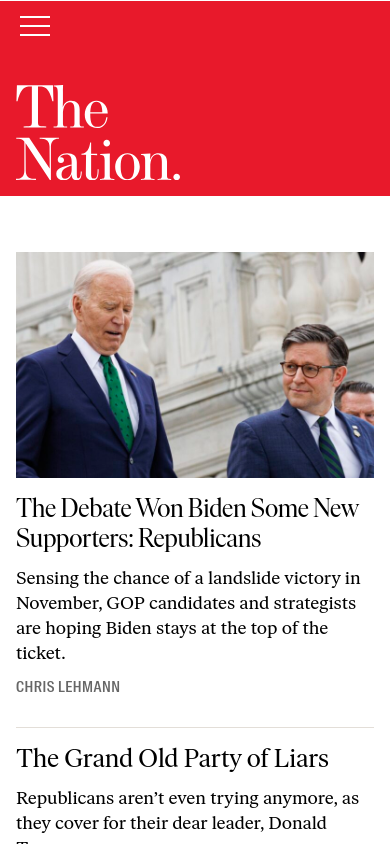 The
Nation.
The Debate Won Biden Some New
Supporters: Republicans
Sensing the chance of a landslide victory in
November, GOP candidates and strategists
are hoping Biden stays at the top of the
ticket.
CHRIS LEHMANN
The Grand Old Party of Liars
Republicans aren’t even trying anymore, as
they cover for their dear leader, Donald